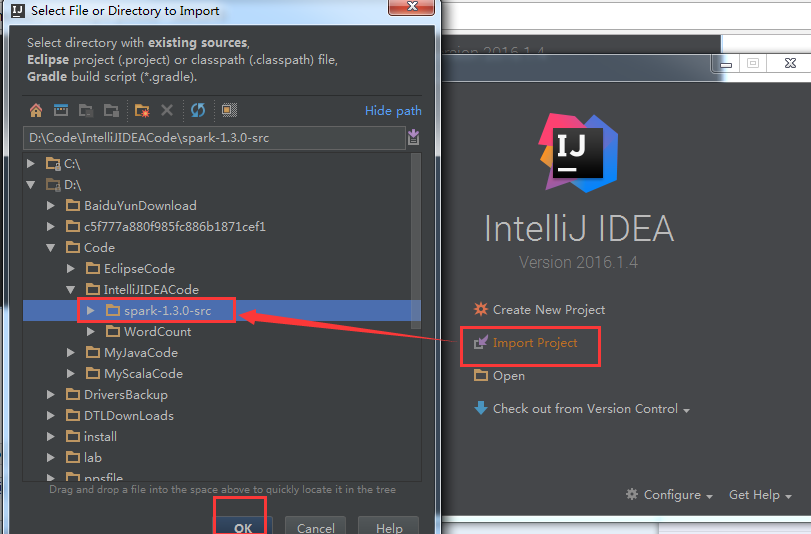 Select File or Directory to Import
Select directory with existing sources,
Eclipse project (.project) or classpath (.classpath) file,
Gradle build script (*.gradle).
Hide path
D:\Code\IntelliJIDEACode\spark-1.3.0-src
C:\
D:\
BaiduYunDownload
c5f777a880f985fc886b1871cef1
Code
EclipseCode
IntelliJIDEACode
spark-1.3.0-src
WordCount
MyJavaCode
MyScalaCode
DriversBackup
DTLDownLoads
install
lab
Drag and drop a file into the space above to quickly locate it in the tree
OK
Cancel
Help
Version 2016.1.4
IJ
IntelliJ IDEA
Version 2016.1.4
Create New Project
Import Project
Open
Check out from Version Control
Configure
Get Help